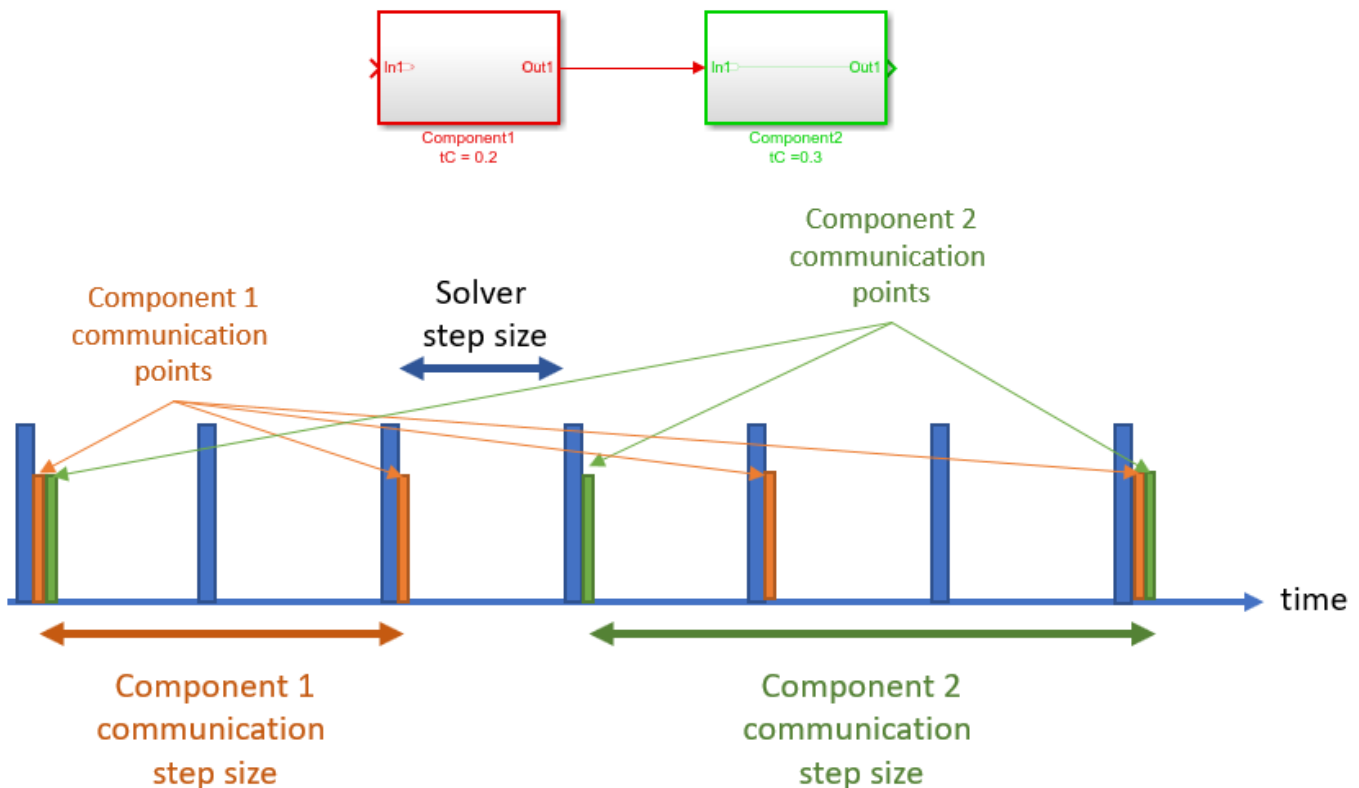 In1
Out1
In1
Out1
Component1
tC = 0.2
Component2
tC =0.3
Component 2
communication
points
Component 1
communication
points
Solver
step size
time
Component 1
communication
step size
Component 2
communication
step size